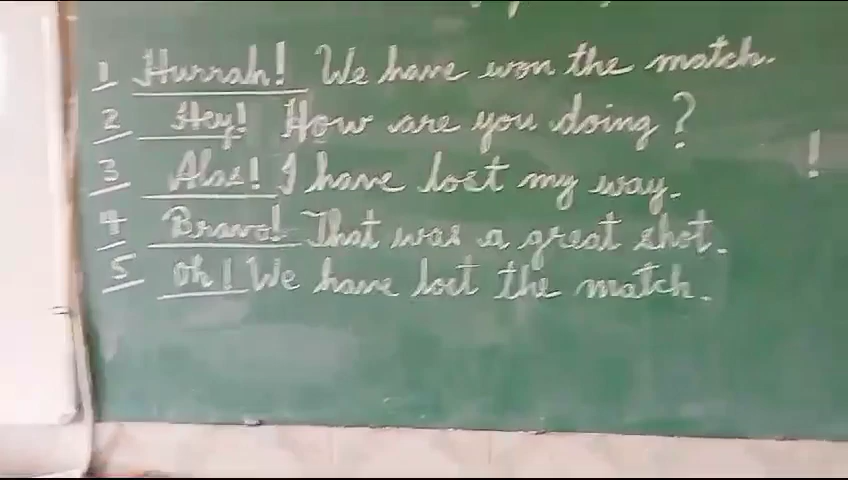 1 Hurrah! We have won the match.
2 Hey! How are you doing?
!
3 Alas! I have lost my way.
4 Bravo! That was a great shot.
5 Oh! We have lost the match.